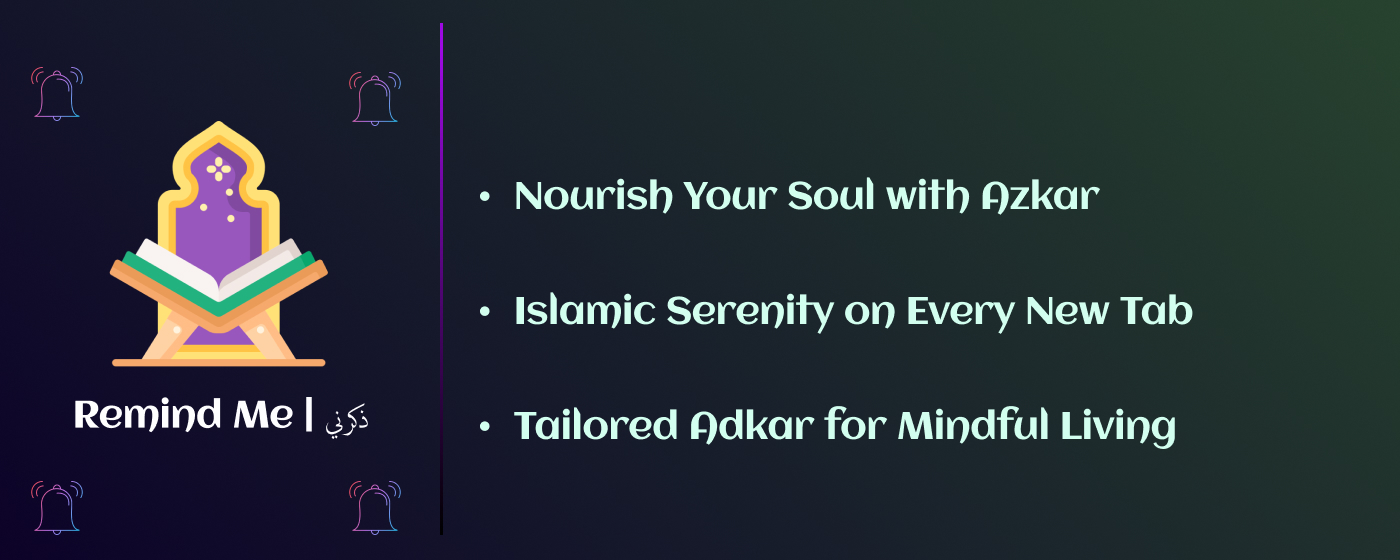 Remind Me | ذكرني
• Nourish Your Soul with Azkar
• Islamic Serenity on Every New Tab
• Tailored Adkar for Mindful Living